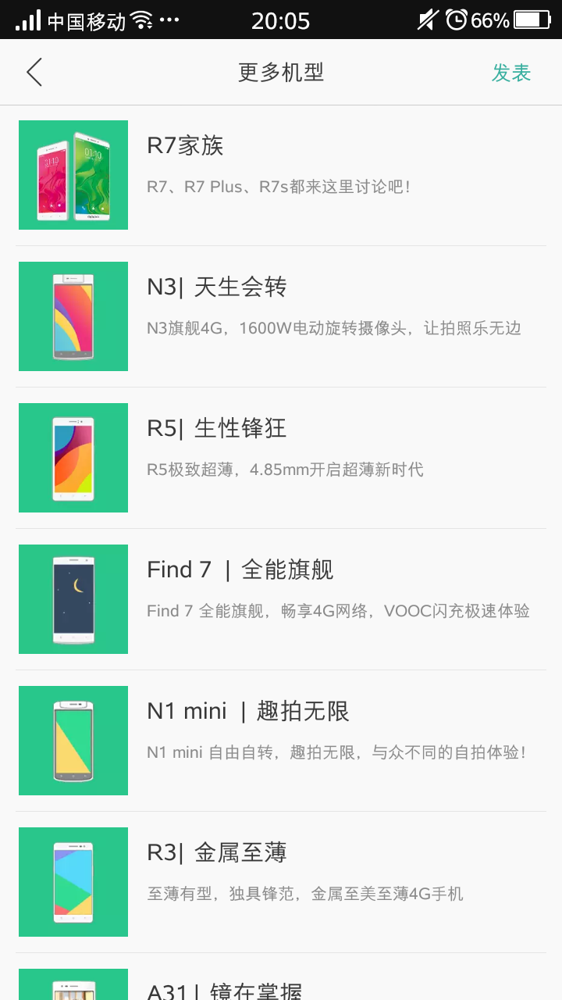 中国移动 ··· 20:05 66%
更多机型 发表
R7家族
R7、R7 Plus、R7s都来这里讨论吧！
N3| 天生会转
N3旗舰4G，1600W电动旋转摄像头，让拍照乐无边
R5| 生性锋狂
R5极致超薄，4.85mm开启超薄新时代
Find 7 | 全能旗舰
Find 7 全能旗舰，畅享4G网络，VOOC闪充极速体验
N1 mini | 趣拍无限
N1 mini 自由自转，趣拍无限，与众不同的自拍体验！
R3| 金属至薄
至薄有型，独具锋范，金属至美至薄4G手机
A31| 镜在掌握